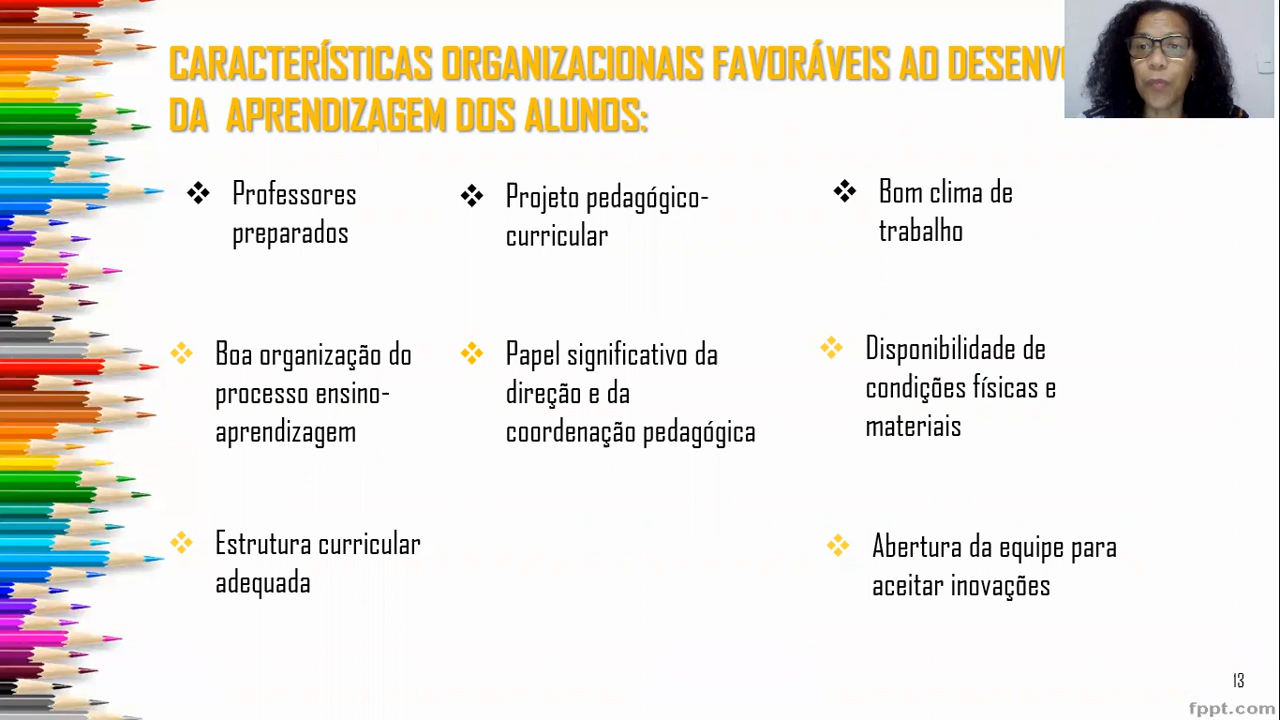 CARACTERÍSTICAS ORGANIZACIONAIS FAVORÁVEIS AO
DA APRENDIZAGEM DOS ALUNOS:
Professores
preparados
Projeto pedagógico-
curricular
Bom clima de
trabalho
Boa organização do
processo ensino-
aprendizagem
Papel significativo da
direção e da
coordenação pedagógica
Disponibilidade de
condições físicas e
materiais
Estrutura curricular
adequada
Abertura da equipe para
aceitar inovações
13
fppt.com